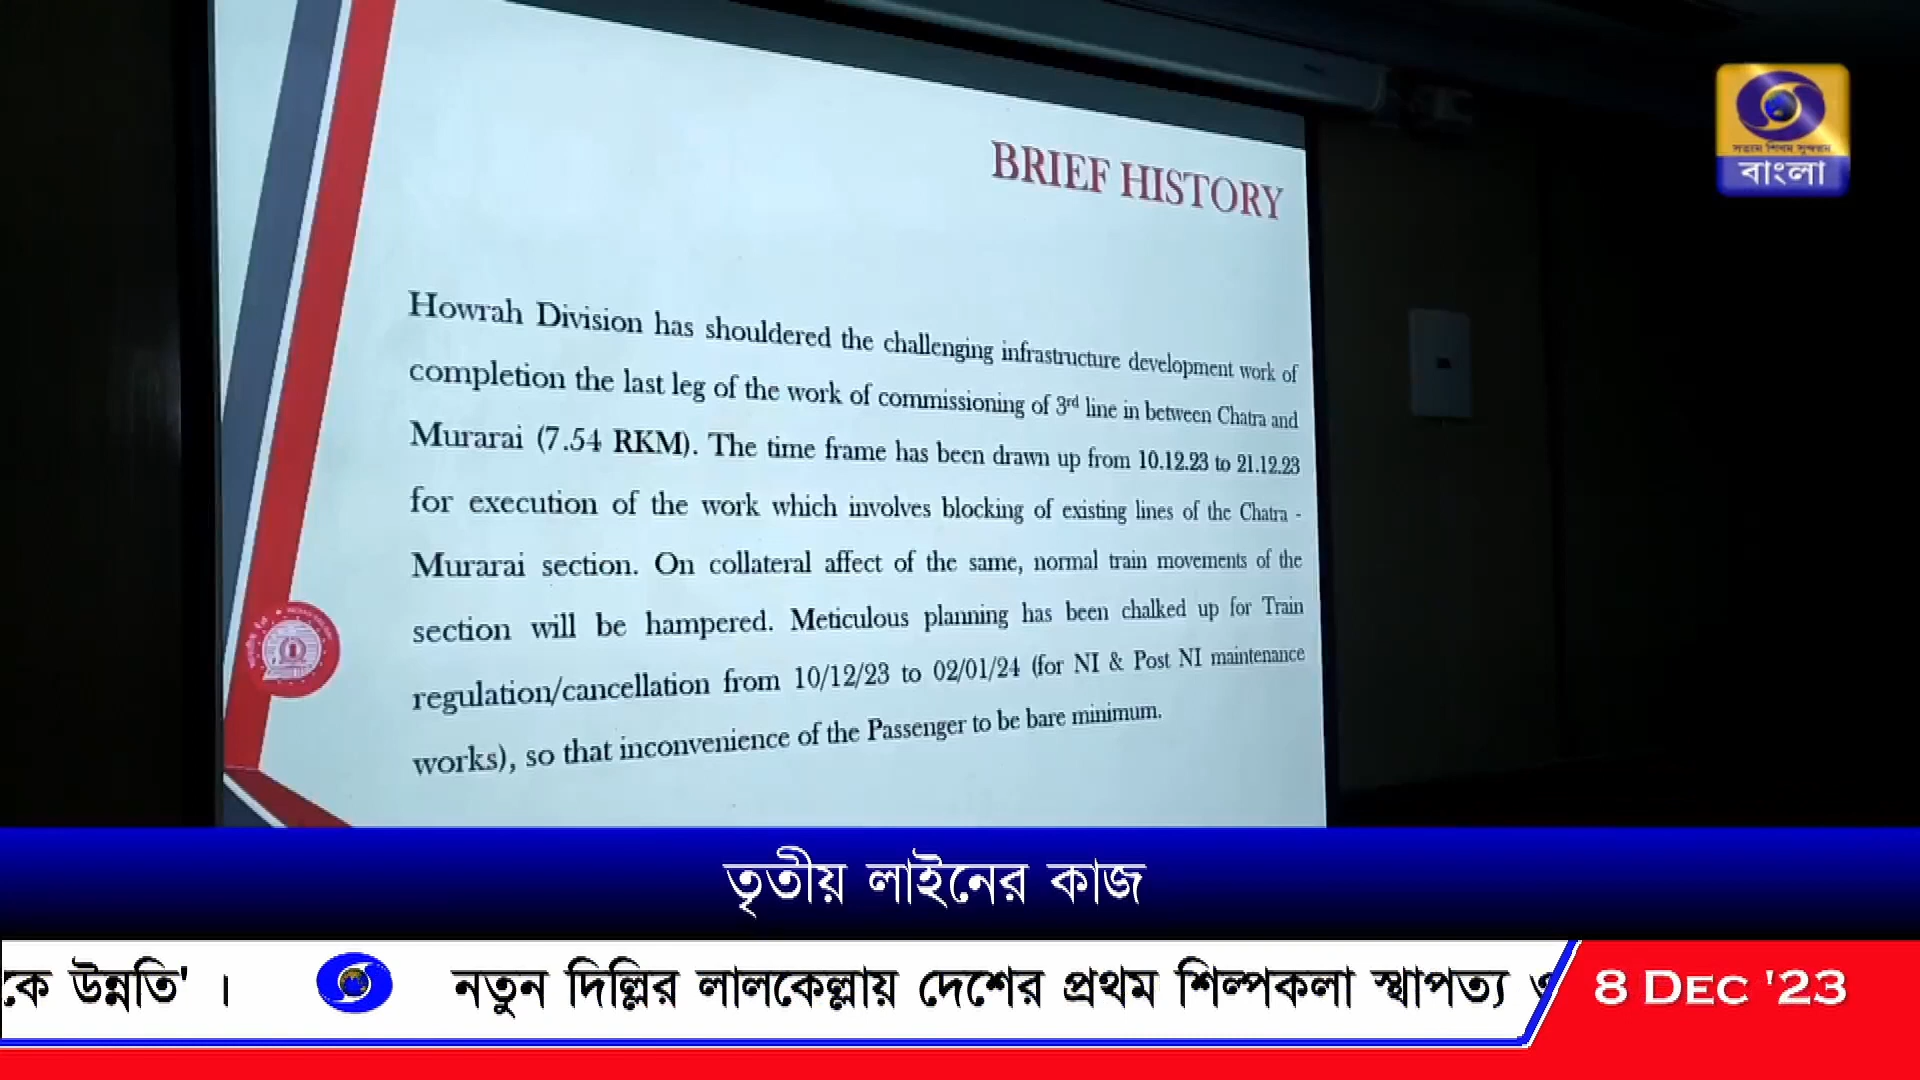 সত্যম শিবম সুন্দরম
বাংলা
BRIEF HISTORY
Howrah Division has shouldered the challenging infrastructure development work of
completion the last leg of the work of commissioning of 3rd line in between Chatra and
Murarai (7.54 RKM). The time frame has been drawn up from 10.12.23 to 21.12.23
for execution of the work which involves blocking of existing lines of the Chatra -
Murarai section. On collateral affect of the same, normal train movements of the
section will be hampered. Meticulous planning has been chalked up for Train
regulation/cancellation from 10/12/23 to 02/01/24 (for NI & Post NI maintenance
works), so that inconvenience of the Passenger to be bare minimum.
তৃতীয় লাইনের কাজ
কে উন্নতি' । নতুন দিল্লির লালকেল্লায় দেশের প্রথম শিল্পকলা স্থাপত্য
8 DEC '23